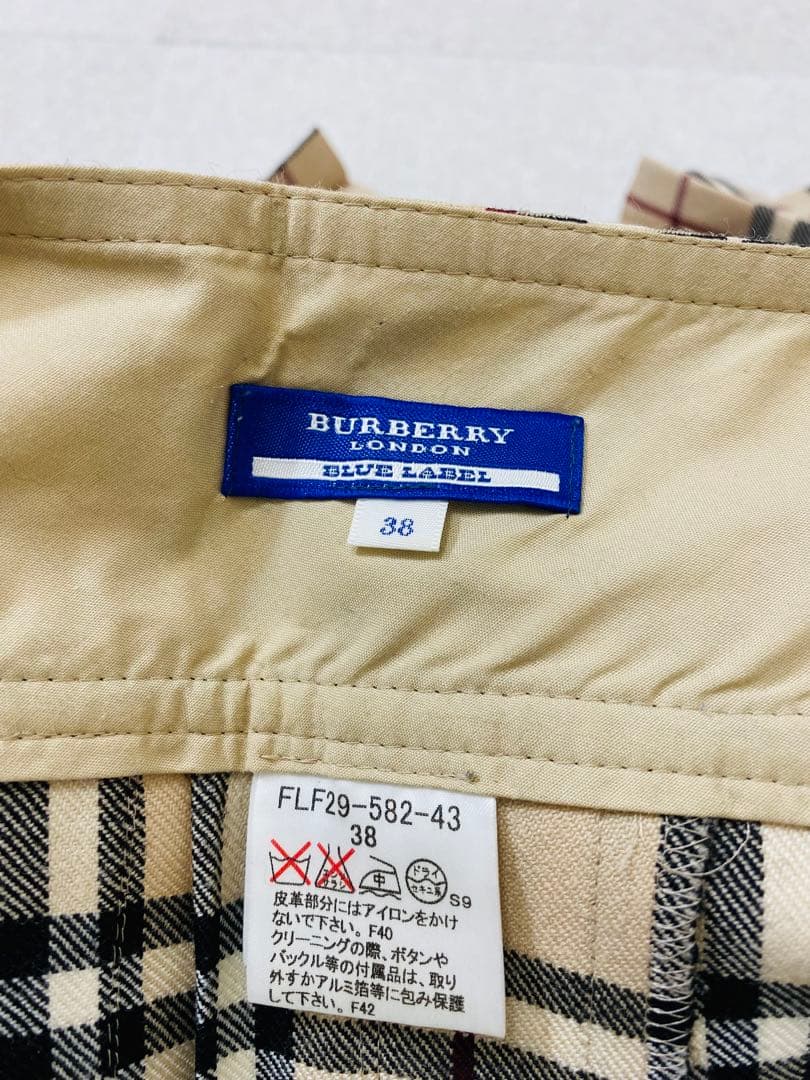 BURBERRY
LONDON
BLUE LABEL
38
FLF29-582-43
38
中 ドライ
セキユ系
S9
皮革部分にはアイロンをかけ
ないで下さい。F40
クリーニングの際、ボタンや
バックル等の付属品は、取り
外すかアルミ箔等に包み保護
して下さい。F42